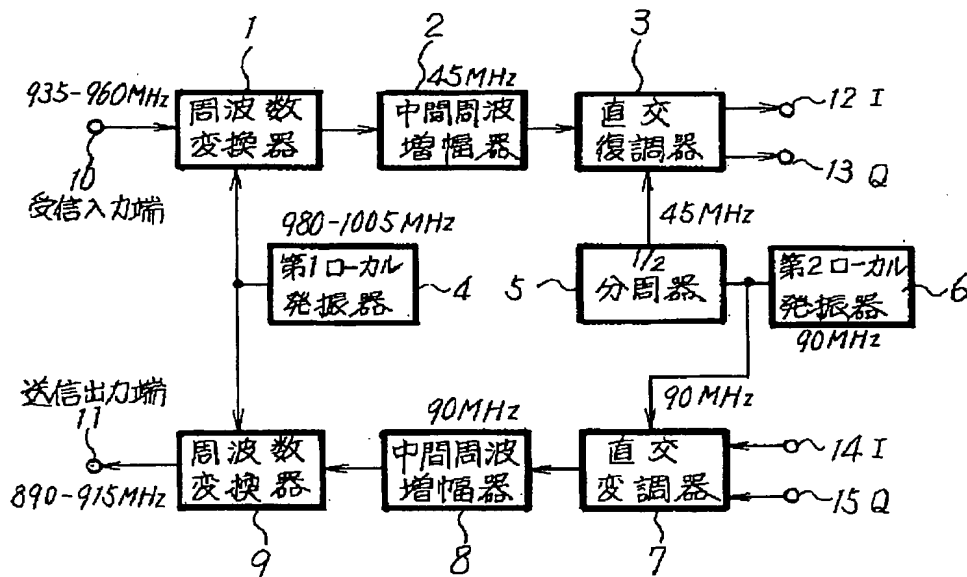 1
2
3
935-960MHz
45MHz
周波数
変換器
中間周波
増幅器
直交
復調器
12 I
13 Q
10
受信入力端
980-1005MHz
45MHz
第1ローカル
発振器
4
5
1/2
分周器
第2ローカル
発振器
6
90MHz
送信出力端
11
90MHz
90MHz
周波数
変換器
中間周波
増幅器
直交
変調器
14 I
15 Q
890-915MHz
9
8
7